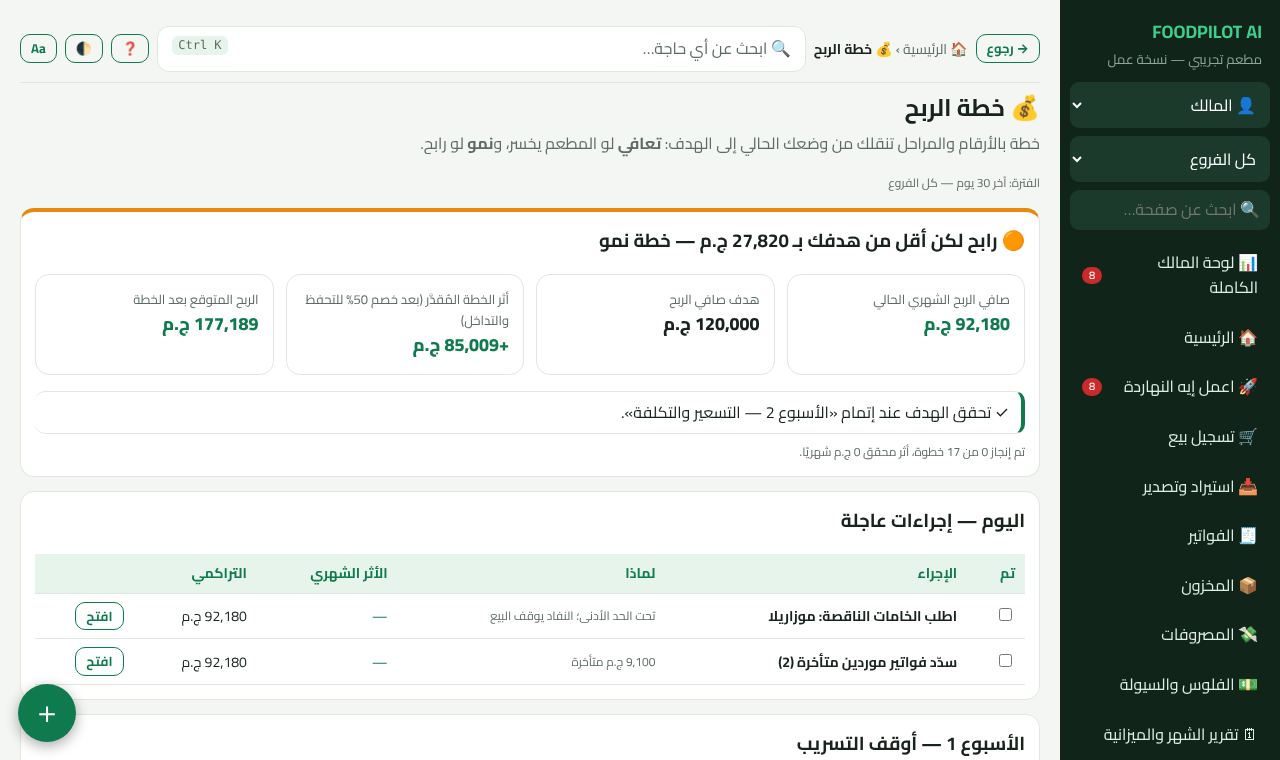 FOODPILOT AI
مطعم تجريبي — نسخة عمل
👤 المالك
كل الفروع
🔍 ابحث عن صفحة...
📊 لوحة المالك الكاملة
8
🏠 الرئيسية
🚀 اعمل إيه النهاردة
8
🛒 تسجيل بيع
📥 استيراد وتصدير
🧾 الفواتير
📦 المخزون
💸 المصروفات
💵 الفلوس والسيولة
🗓 تقرير الشهر والميزانية
→ رجوع
🏠 الرئيسية › 💰 خطة الربح
🔍 ابحث عن أي حاجة...
Ctrl K
❓
🌓
Aa
💰 خطة الربح
خطة بالأرقام والمراحل تنقلك من وضعك الحالي إلى الهدف: تعافي لو المطعم يخسر، ونمو لو رابح.
الفترة: آخر 30 يوم — كل الفروع
🟠 رابح لكن أقل من هدفك بـ 27,820 ج.م — خطة نمو
صافي الربح الشهري الحالي
92,180 ج.م
هدف صافي الربح
120,000 ج.م
أثر الخطة المُقدَّر (بعد خصم 50% للتحفظ والتداخل)
+85,009 ج.م
الربح المتوقع بعد الخطة
177,189 ج.م
✓ تحقق الهدف عند إتمام «الأسبوع 2 — التسعير والتكلفة».
تم إنجاز 0 من 17 خطوة، أثر محقق 0 ج.م شهريًا.
اليوم — إجراءات عاجلة
تم الإجراء لماذا الأثر الشهري التراكمي
اطلب الخامات الناقصة: موزاريلا تحت الحد الأدنى؛ النفاد يوقف البيع — 92,180 ج.م افتح
سدّد فواتير موردين متأخرة (2) 9,100 ج.م متأخرة — 92,180 ج.م افتح
+
الأسبوع 1 — أوقف التسريب